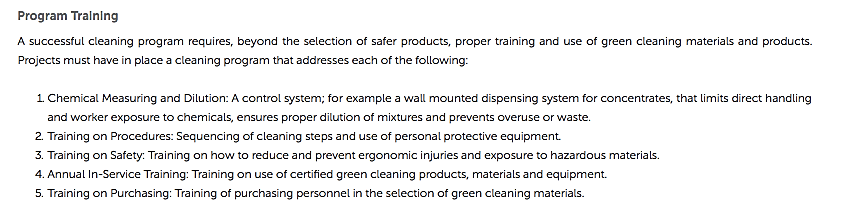 Program Training
A successful cleaning program requires, beyond the selection of safer products, proper training and use of green cleaning materials and products.
Projects must have in place a cleaning program that addresses each of the following:
1. Chemical Measuring and Dilution: A control system; for example a wall mounted dispensing system for concentrates, that limits direct handling
and worker exposure to chemicals, ensures proper dilution of mixtures and prevents overuse or waste.
2. Training on Procedures: Sequencing of cleaning steps and use of personal protective equipment.
3. Training on Safety: Training on how to reduce and prevent ergonomic injuries and exposure to hazardous materials.
4. Annual In-Service Training: Training on use of certified green cleaning products, materials and equipment.
5. Training on Purchasing: Training of purchasing personnel in the selection of green cleaning materials.